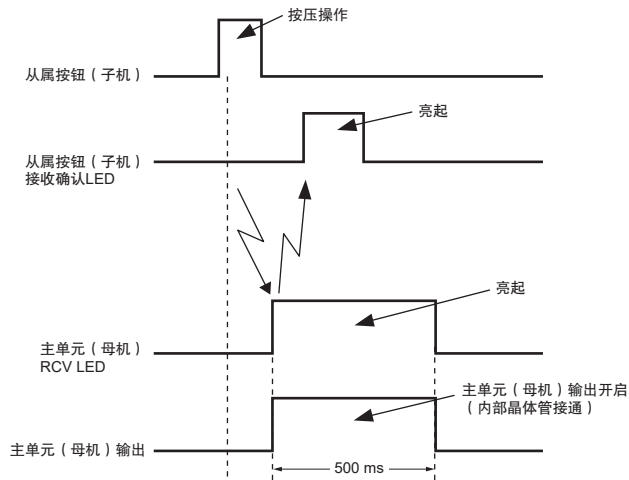 按压操作
从属按钮（子机）
亮起
从属按钮（子机）
接收确认LED
亮起
主单元（母机）
RCV LED
主单元（母机）输出开启
（内部晶体管接通）
主单元（母机）输出
500 ms